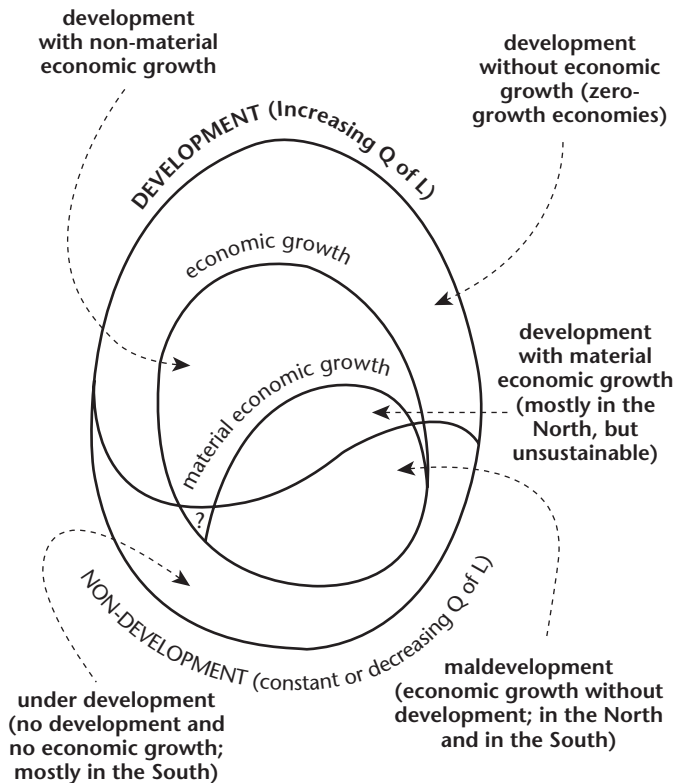 development
with non-material
economic growth
development
without economic
growth (zero-
growth economies)
DEVELOPMENT (Increasing Q of L)
economic growth
material economic growth
development
with material
economic growth
(mostly in the
North, but
unsustainable)
?
NON-DEVELOPMENT (constant or decreasing Q of L)
under development
(no development and
no economic growth;
mostly in the South)
maldevelopment
(economic growth without
development; in the North
and in the South)